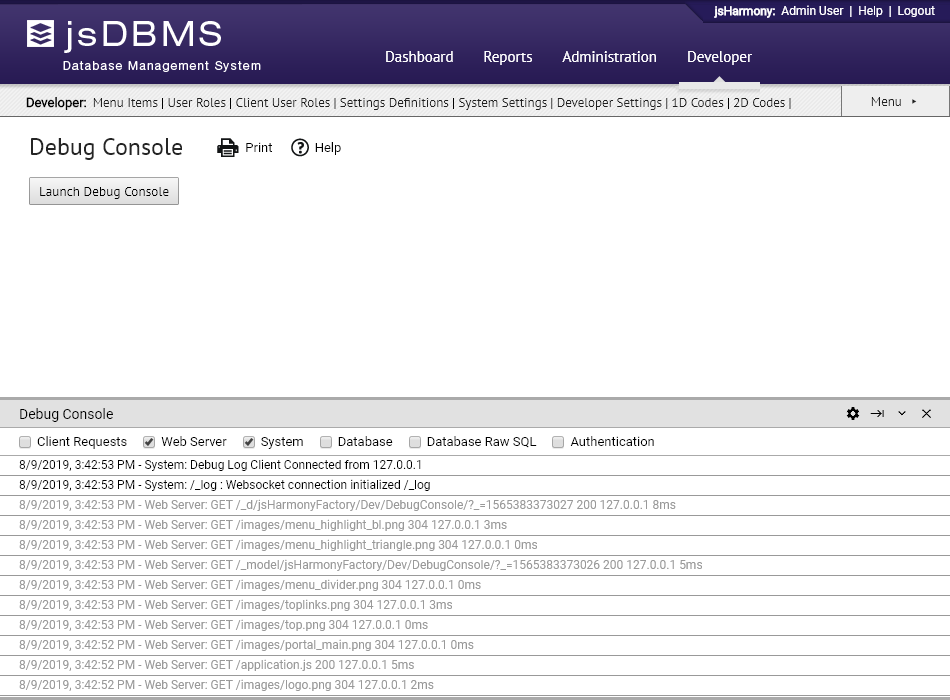 jsHarmony: Admin User | Help | Logout
jsDBMS
Database Management System
Dashboard Reports Administration Developer
Developer: Menu Items | User Roles | Client User Roles | Settings Definitions | System Settings | Developer Settings | 1D Codes | 2D Codes |
Menu ▸
Debug Console
Print
Help
Launch Debug Console
Debug Console
Client Requests Web Server System Database Database Raw SQL Authentication
8/9/2019, 3:42:53 PM - System: Debug Log Client Connected from 127.0.0.1
8/9/2019, 3:42:53 PM - System: /_log : Websocket connection initialized /_log
8/9/2019, 3:42:53 PM - Web Server: GET /_d/jsHarmonyFactory/Dev/DebugConsole/?_=1565383373027 200 127.0.0.1 8ms
8/9/2019, 3:42:53 PM - Web Server: GET /images/menu_highlight_bl.png 304 127.0.0.1 3ms
8/9/2019, 3:42:53 PM - Web Server: GET /images/menu_highlight_triangle.png 304 127.0.0.1 0ms
8/9/2019, 3:42:53 PM - Web Server: GET /_model/jsHarmonyFactory/Dev/DebugConsole/?_=1565383373026 200 127.0.0.1 5ms
8/9/2019, 3:42:53 PM - Web Server: GET /images/menu_divider.png 304 127.0.0.1 0ms
8/9/2019, 3:42:53 PM - Web Server: GET /images/toplinks.png 304 127.0.0.1 3ms
8/9/2019, 3:42:53 PM - Web Server: GET /images/top.png 304 127.0.0.1 0ms
8/9/2019, 3:42:52 PM - Web Server: GET /images/portal_main.png 304 127.0.0.1 0ms
8/9/2019, 3:42:52 PM - Web Server: GET /application.js 200 127.0.0.1 5ms
8/9/2019, 3:42:52 PM - Web Server: GET /images/logo.png 304 127.0.0.1 2ms